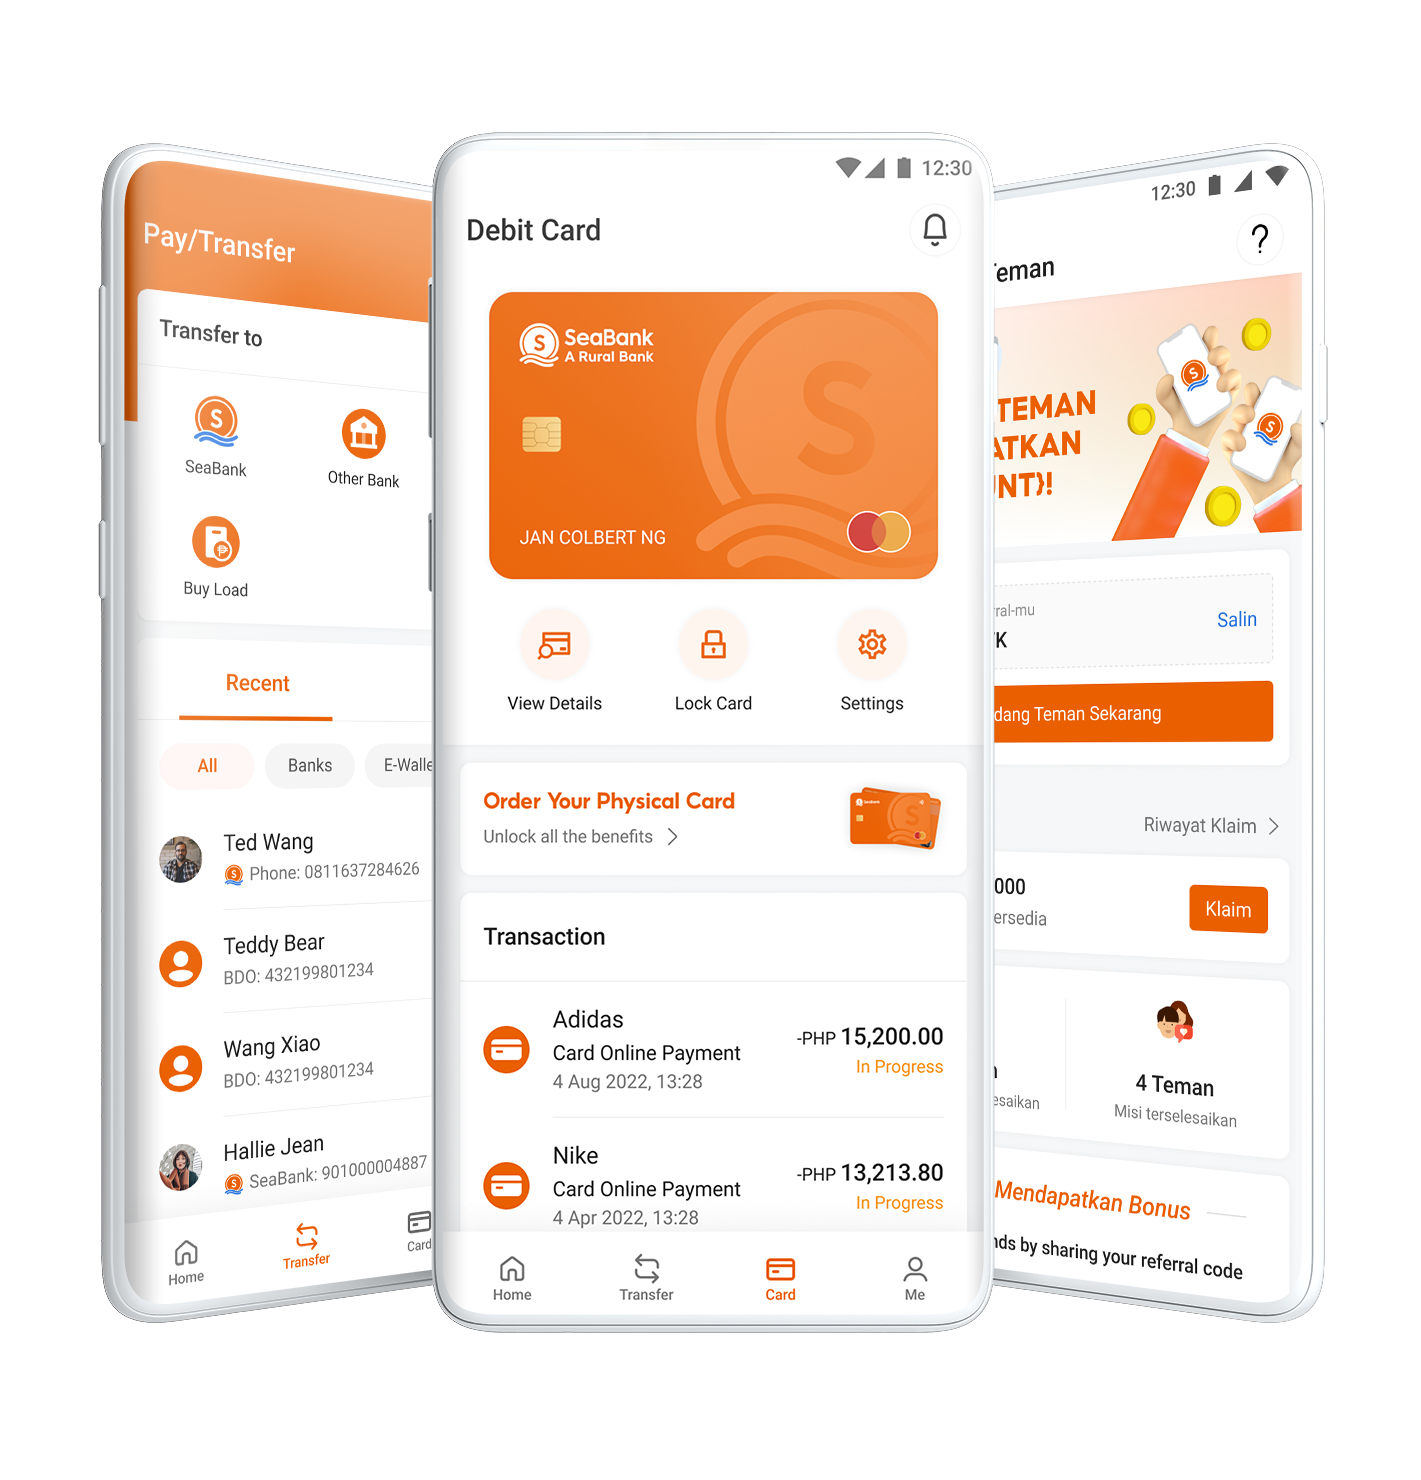 Pay/Transfer
Transfer to
SeaBank
Other Bank
Buy Load
Recent
All
Banks
E-Walle
Ted Wang
Phone: 0811637284626
Teddy Bear
BDO: 432199801234
Wang Xiao
BDO: 432199801234
Hallie Jean
SeaBank: 901000004887
Home
Transfer
Card
12:30
Debit Card
SeaBank
A Rural Bank
JAN COLBERT NG
View Details
Lock Card
Settings
Order Your Physical Card
Unlock all the benefits
SeaBank
Transaction
Adidas
Card Online Payment
4 Aug 2022, 13:28
-PHP 15,200.00
In Progress
Nike
Card Online Payment
4 Apr 2022, 13:28
-PHP 13,213.80
In Progress
Home
Transfer
Card
Me
12:30
?
Teman
TEMAN
ATKAN
UNT}!
rral-mu
K
Salin
dang Teman Sekarang
Riwayat Klaim
000
ersedia
Klaim
esaikan
4 Teman
Misi terselesaikan
Mendapatkan Bonus
nds by sharing your referral code